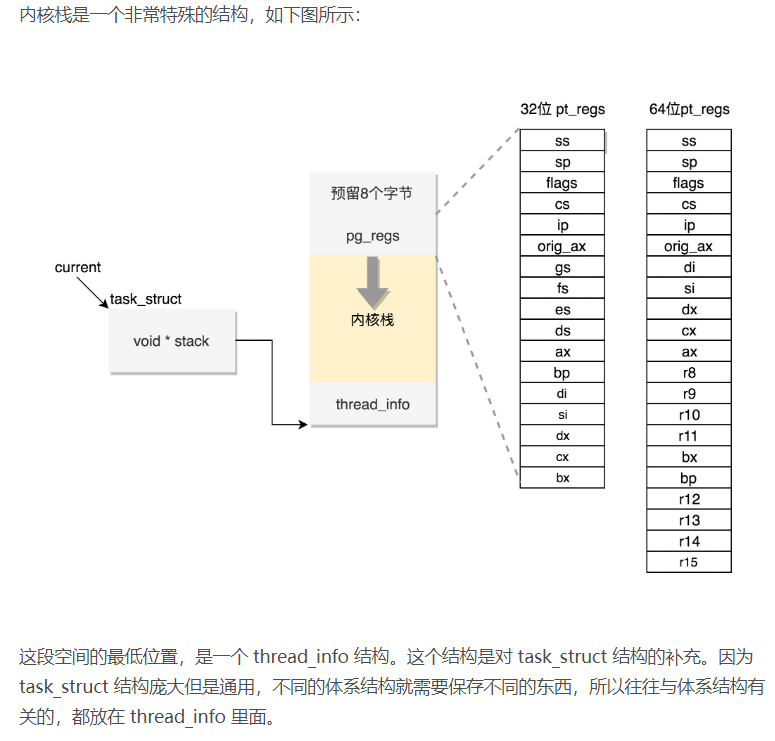 内核栈是一个非常特殊的结构，如下图所示：
32位 pt_regs
64位pt_regs
预留8个字节
pg_regs
内核栈
thread_info
current
task_struct
void * stack
ss
sp
flags
cs
ip
orig_ax
gs
fs
es
ds
ax
bp
di
si
dx
cx
bx
ss
sp
flags
cs
ip
orig_ax
di
si
dx
cx
ax
r8
r9
r10
r11
bx
bp
r12
r13
r14
r15
这段空间的最低位置，是一个 thread_info 结构。这个结构是对 task_struct 结构的补充。因为
task_struct 结构庞大但是通用，不同的体系结构就需要保存不同的东西，所以往往与体系结构有
关的，都放在 thread_info 里面。